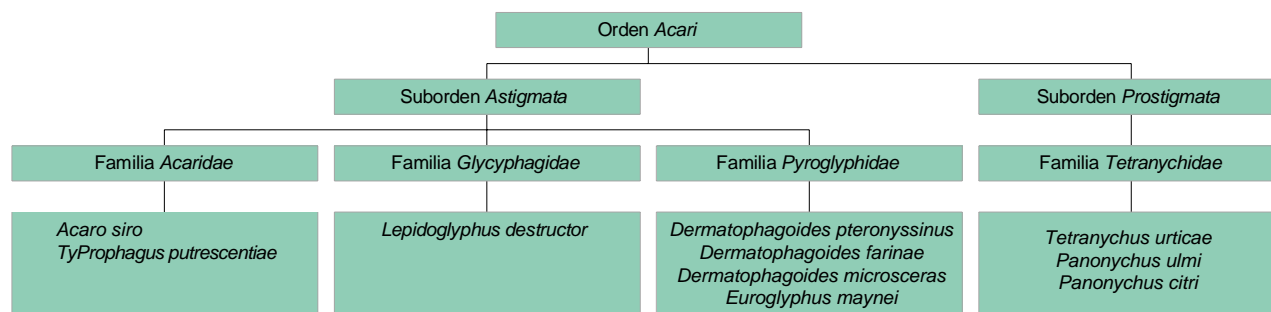 Orden Acari
Suborden Astigmata
Suborden Prostigmata
Familia Acaridae
Familia Glycyphagidae
Familia Pyroglyphidae
Familia Tetranychidae
Acaro siro
TyProphagus putrescentiae
Lepidoglyphus destructor
Dermatophagoides pteronyssinus
Dermatophagoides farinae
Dermatophagoides microsceras
Euroglyphus maynei
Tetranychus urticae
Panonychus ulmi
Panonychus citri